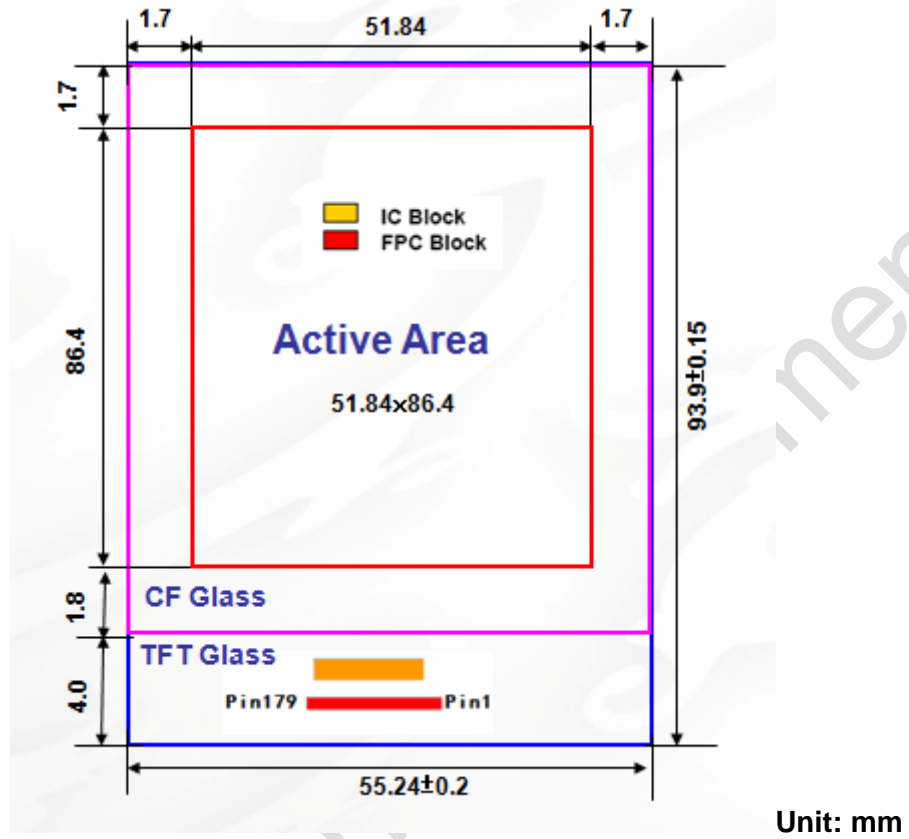 1.7
51.84
1.7
1.7
IC Block
FPC Block
86.4
Active Area
51.84x86.4
93.9±0.15
1.8
CF Glass
TFT Glass
4.0
Pin179
Pin1
55.24±0.2
Unit: mm